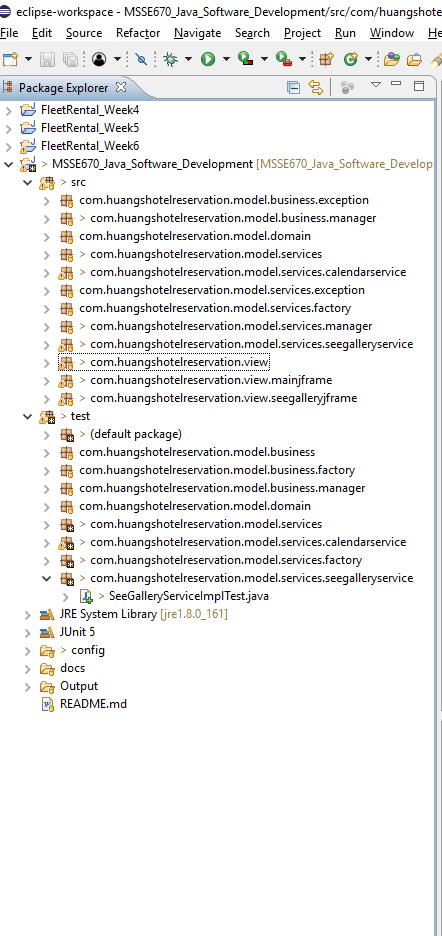 eclipse-workspace - MSSE670_Java_Software_Development/src/com/huangshote
File Edit Source Refactor Navigate Search Project Run Window He
Package Explorer
FleetRental_Week4
FleetRental_Week5
FleetRental_Week6
> MSSE670_Java_Software_Development [MSSE670_Java_Software_Develop
> src
com.huangshotelreservation.model.business.exception
> com.huangshotelreservation.model.business.manager
com.huangshotelreservation.model.domain
> com.huangshotelreservation.model.services
> com.huangshotelreservation.model.services.calendarservice
com.huangshotelreservation.model.services.exception
com.huangshotelreservation.model.services.factory
> com.huangshotelreservation.model.services.manager
> com.huangshotelreservation.model.services.seegalleryservice
> com.huangshotelreservation.view
> com.huangshotelreservation.view.mainjframe
> com.huangshotelreservation.view.seegalleryjframe
> test
> (default package)
com.huangshotelreservation.model.business
com.huangshotelreservation.model.business.factory
com.huangshotelreservation.model.business.manager
com.huangshotelreservation.model.domain
> com.huangshotelreservation.model.services
> com.huangshotelreservation.model.services.calendarservice
> com.huangshotelreservation.model.services.factory
> com.huangshotelreservation.model.services.seegalleryservice
> SeeGalleryServiceImplTest.java
JRE System Library [jre1.8.0_161]
JUnit 5
> config
docs
Output
README.md